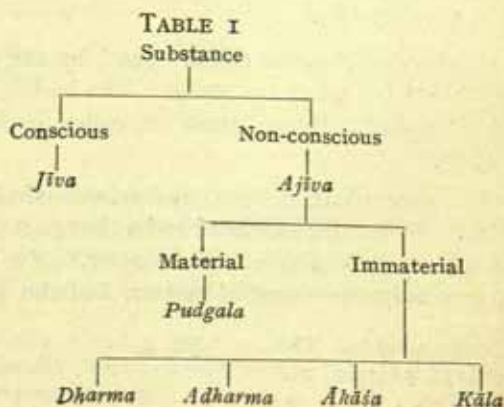 TABLE I
Substance
Conscious Non-conscious
Jīva Ajīva
Material Immaterial
Pudgala
Dharma Adharma Ākāśa Kāla